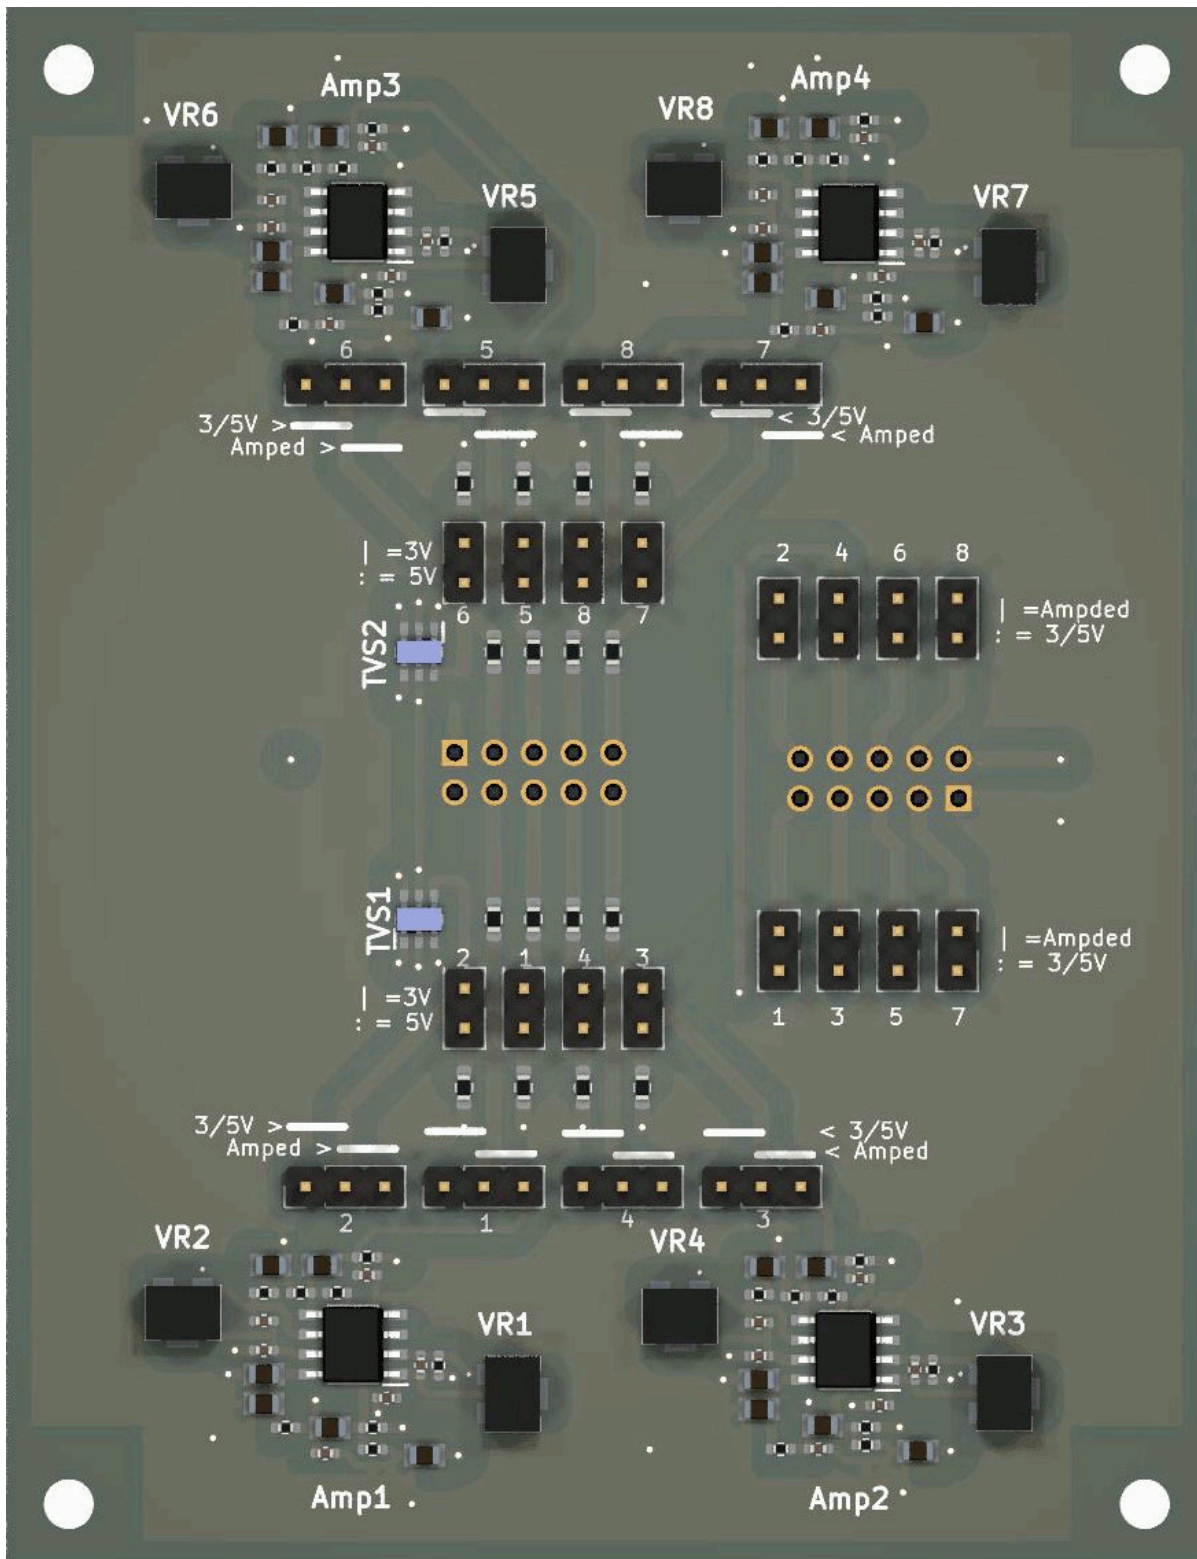 Amp3
Amp4
VR6
VR8
VR5
VR7
6
5
8
7
3/5V >
< 3/5V
Amped >
< Amped
| =3V
: = 5V
2
4
6
8
6
5
8
7
| =Ampded
: = 3/5V
TVS2
TVS1
2
1
4
3
| =3V
: = 5V
| =Ampded
: = 3/5V
1
3
5
7
3/5V >
< 3/5V
Amped >
< Amped
2
1
4
3
VR2
VR4
VR1
VR3
Amp1
Amp2